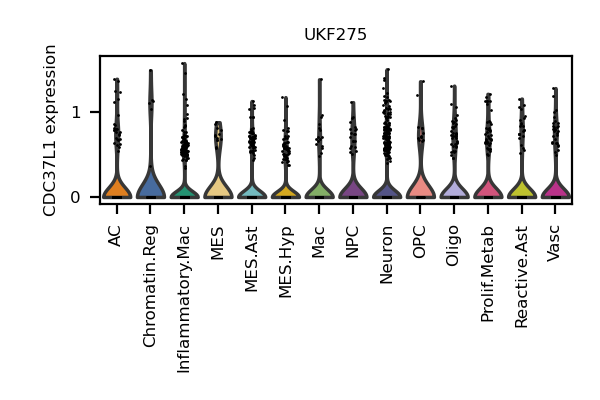 UKF275
CDC37L1 expression
1
0
AC
Chromatin.Reg
Inflammatory.Mac
MES
MES.Ast
MES.Hyp
Mac
NPC
Neuron
OPC
Oligo
Prolif.Metab
Reactive.Ast
Vasc